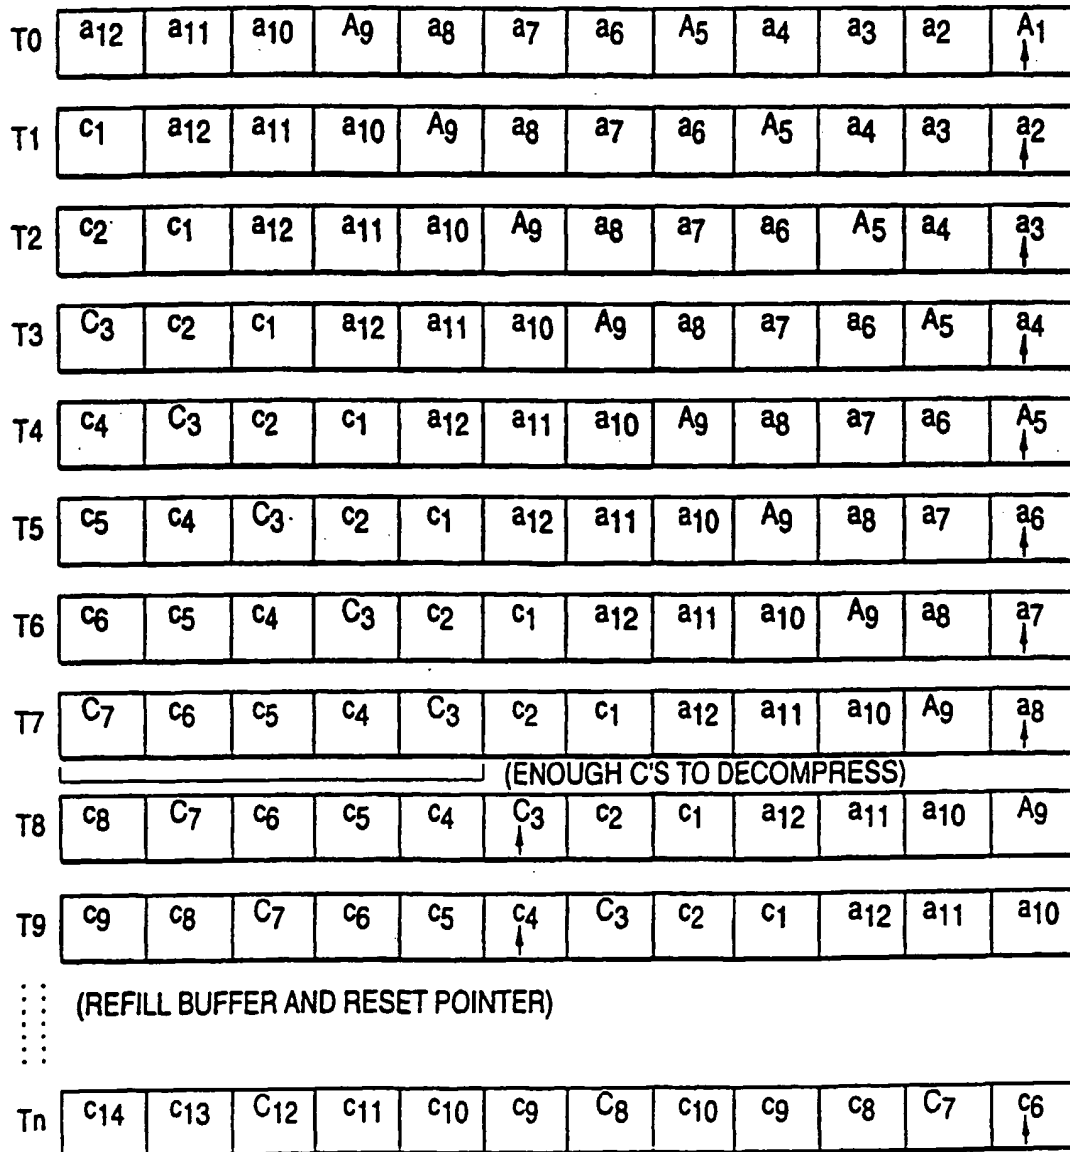 T0 a12 a11 a10 A9 a8 a7 a6 A5 a4 a3 a2 A1
T1 c1 a12 a11 a10 A9 a8 a7 a6 A5 a4 a3 a2
T2 c2 c1 a12 a11 a10 A9 a8 a7 a6 A5 a4 a3
T3 C3 c2 c1 a12 a11 a10 A9 a8 a7 a6 A5 a4
T4 c4 C3 c2 c1 a12 a11 a10 A9 a8 a7 a6 A5
T5 c5 c4 C3 c2 c1 a12 a11 a10 A9 a8 a7 a6
T6 c6 c5 c4 C3 c2 c1 a12 a11 a10 A9 a8 a7
T7 C7 c6 c5 c4 C3 c2 c1 a12 a11 a10 A9 a8
(ENOUGH C'S TO DECOMPRESS)
T8 c8 C7 c6 c5 c4 C3 c2 c1 a12 a11 a10 A9
T9 c9 c8 C7 c6 c5 c4 C3 c2 c1 a12 a11 a10
(REFILL BUFFER AND RESET POINTER)
Tn c14 c13 C12 c11 c10 c9 C8 c10 c9 c8 C7 c6